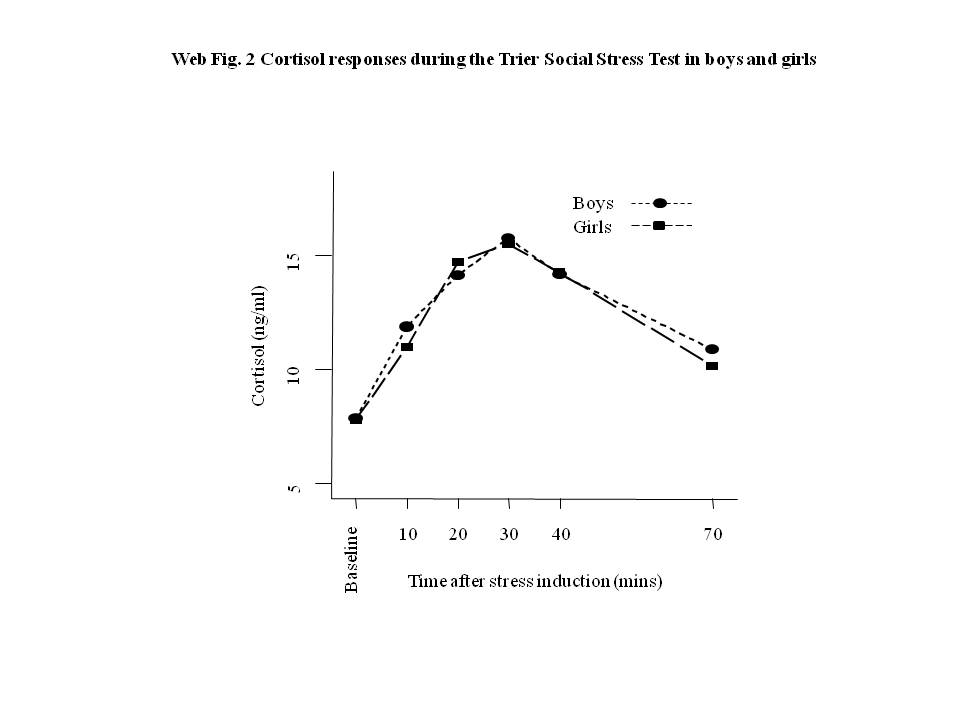 Web Fig. 2 Cortisol responses during the Trier Social Stress Test in boys and girls
Boys
Girls
15
10
5
Cortisol (ng/ml)
Baseline
10 20 30 40 70
Time after stress induction (mins)